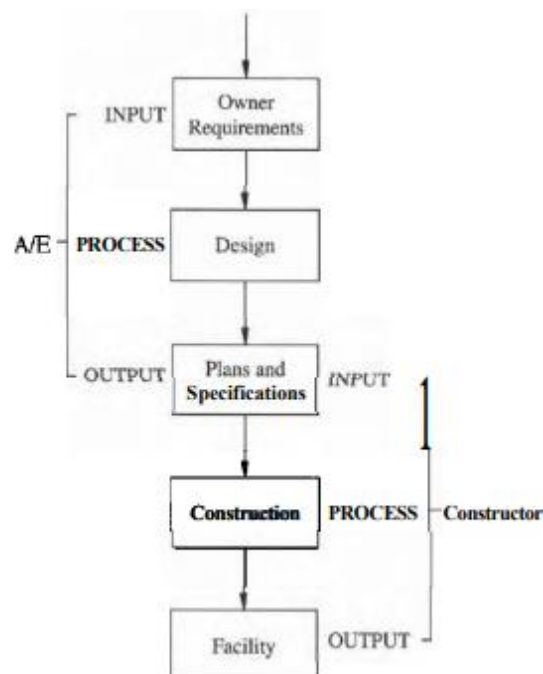 INPUT
Owner
Requirements
A/E
PROCESS
Design
OUTPUT
Plans and
Specifications
INPUT
Construction
PROCESS
Constructor
Facility
OUTPUT